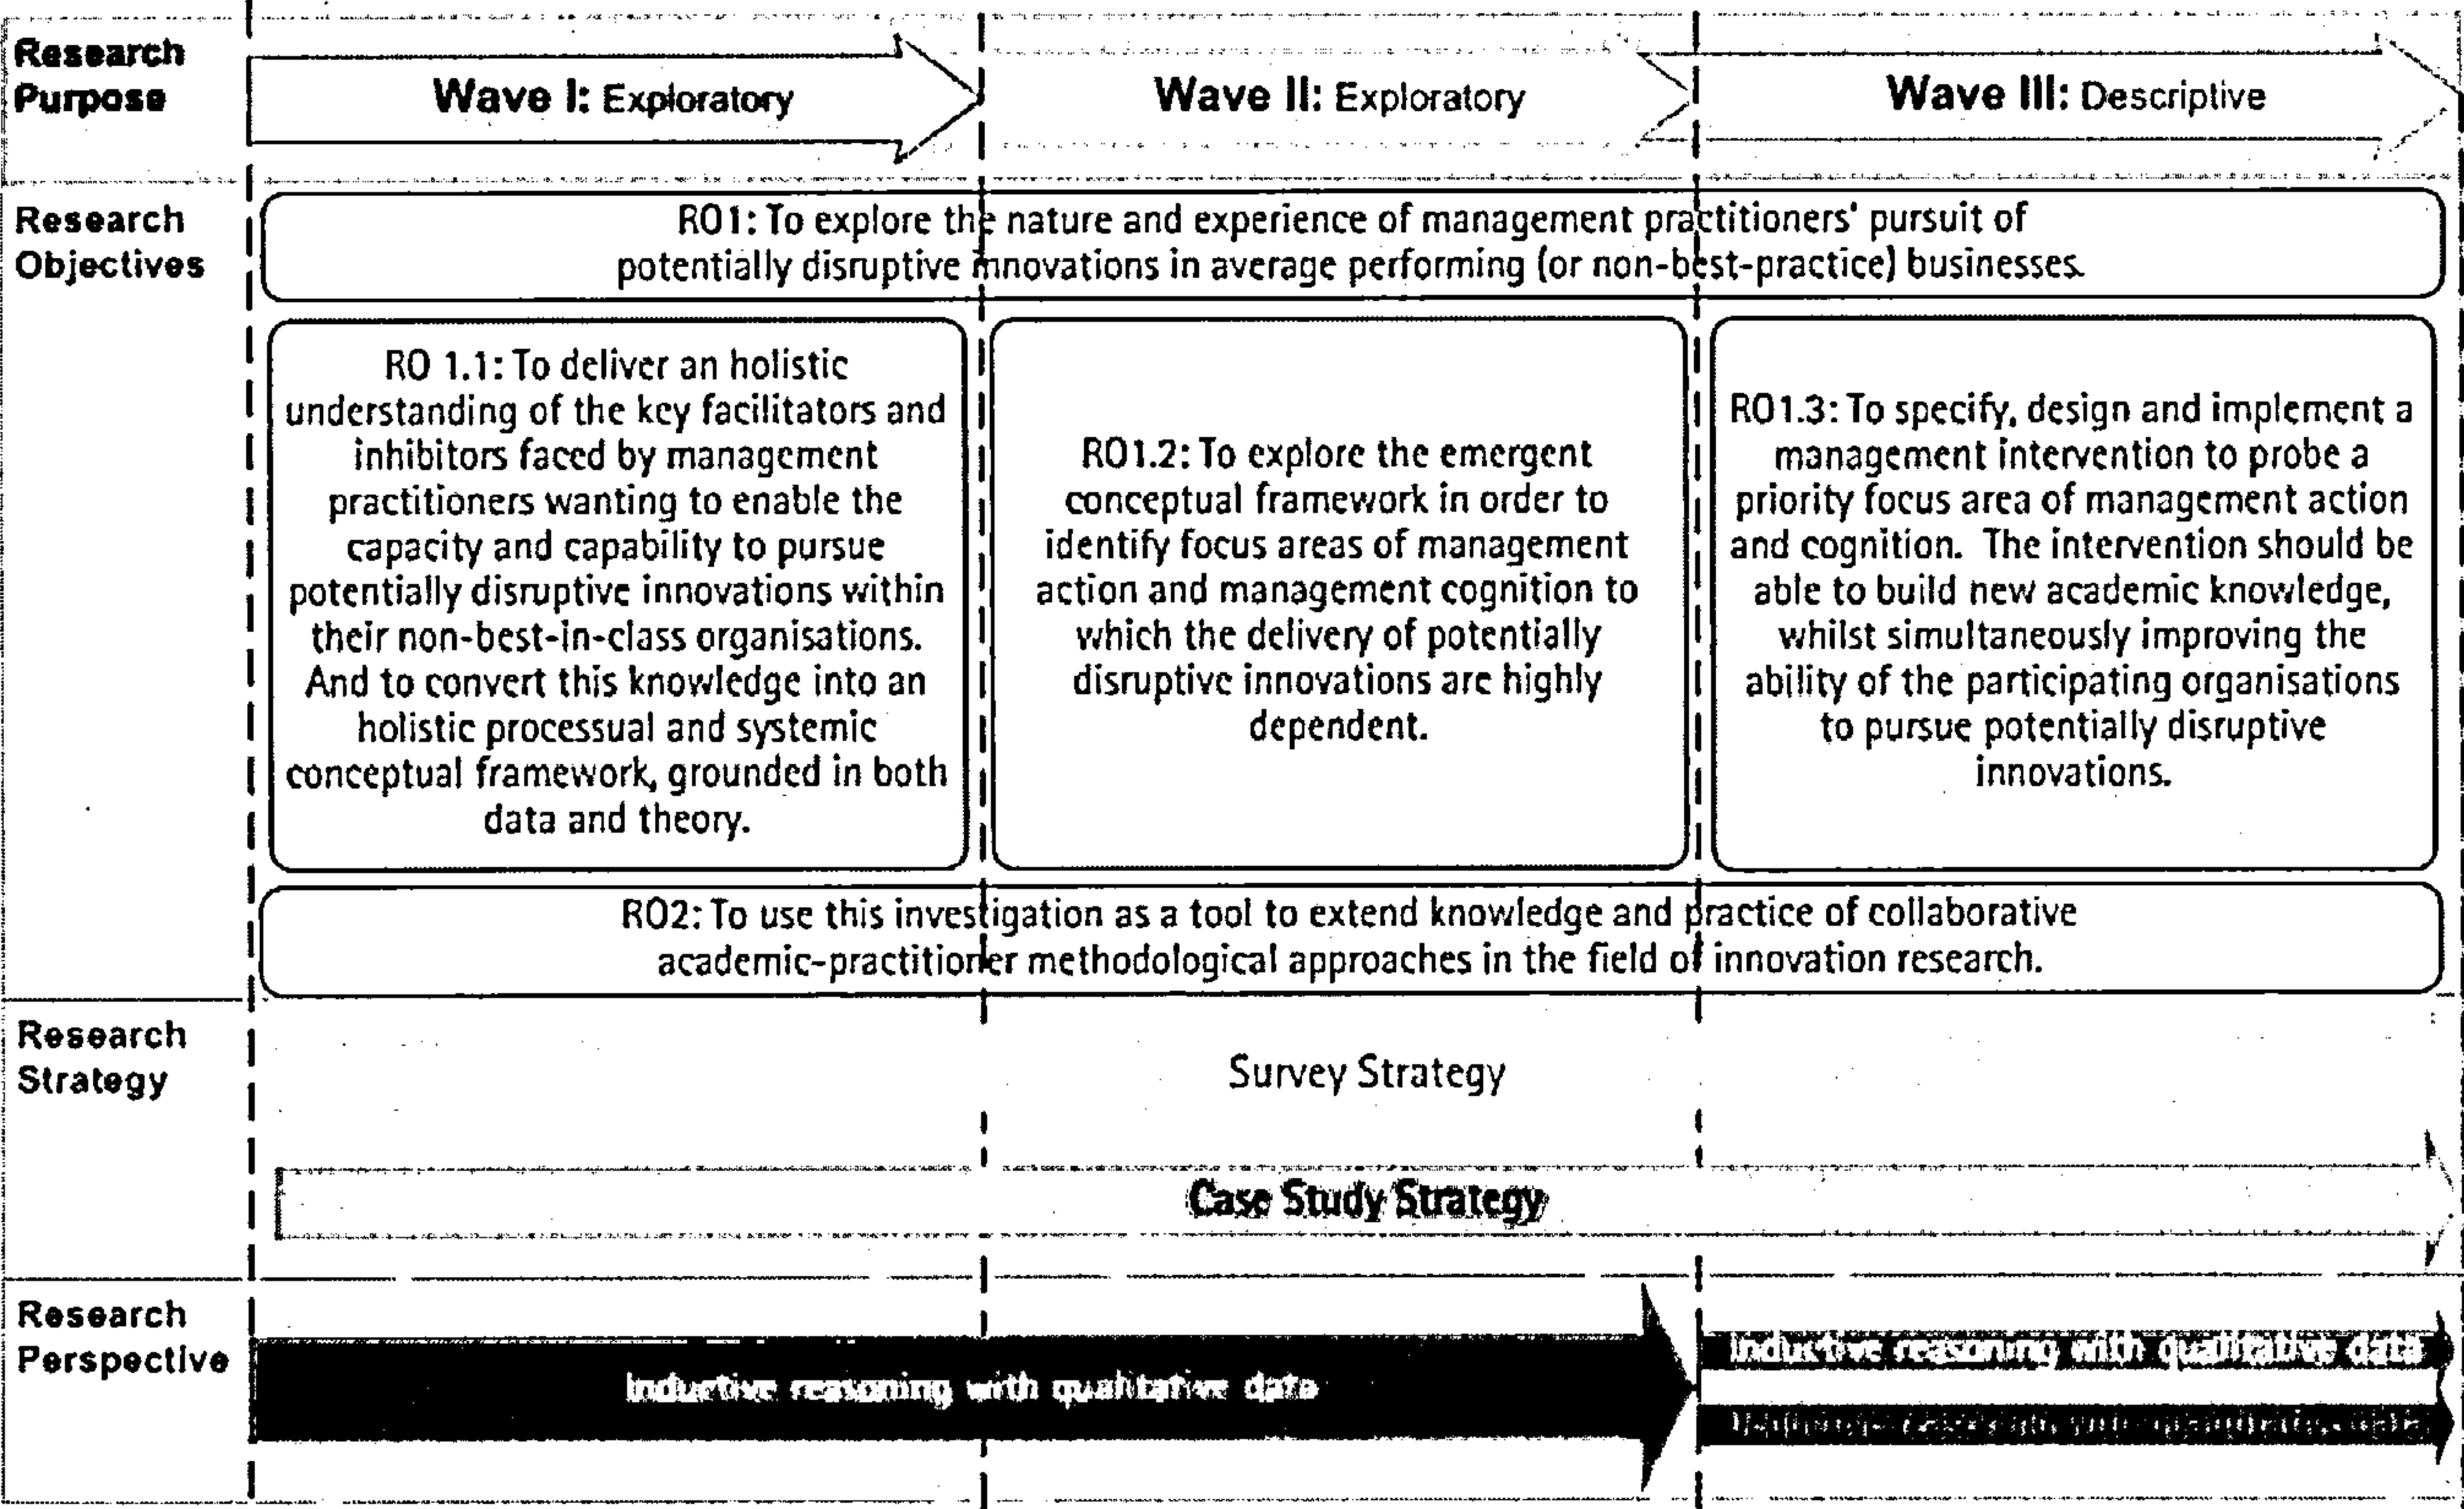 Research
Purpose
Wave I: Exploratory
Wave II: Exploratory
Wave III: Descriptive
Research
Objectives
RO1: To explore the nature and experience of management practitioners' pursuit of
potentially disruptive innovations in average performing (or non-best-practice) businesses.
RO 1.1: To deliver an holistic
understanding of the key facilitators and
inhibitors faced by management
practitioners wanting to enable the
capacity and capability to pursue
potentially disruptive innovations within
their non-best-in-class organisations.
And to convert this knowledge into an
holistic processual and systemic
conceptual framework, grounded in both
data and theory.
RO1.2: To explore the emergent
conceptual framework in order to
identify focus areas of management
action and management cognition to
which the delivery of potentially
disruptive innovations are highly
dependent.
RO1.3: To specify, design and implement a
management intervention to probe a
priority focus area of management action
and cognition. The intervention should be
able to build new academic knowledge,
whilst simultaneously improving the
ability of the participating organisations
to pursue potentially disruptive
innovations.
RO2: To use this investigation as a tool to extend knowledge and practice of collaborative
academic-practitioner methodological approaches in the field of innovation research.
Research
Strategy
Survey Strategy
Case Study Strategy
Research
Perspective
Inductive reasoning with qualitative data
Inductive reasoning with qualitative data
Deductive reasoning with quantitative data